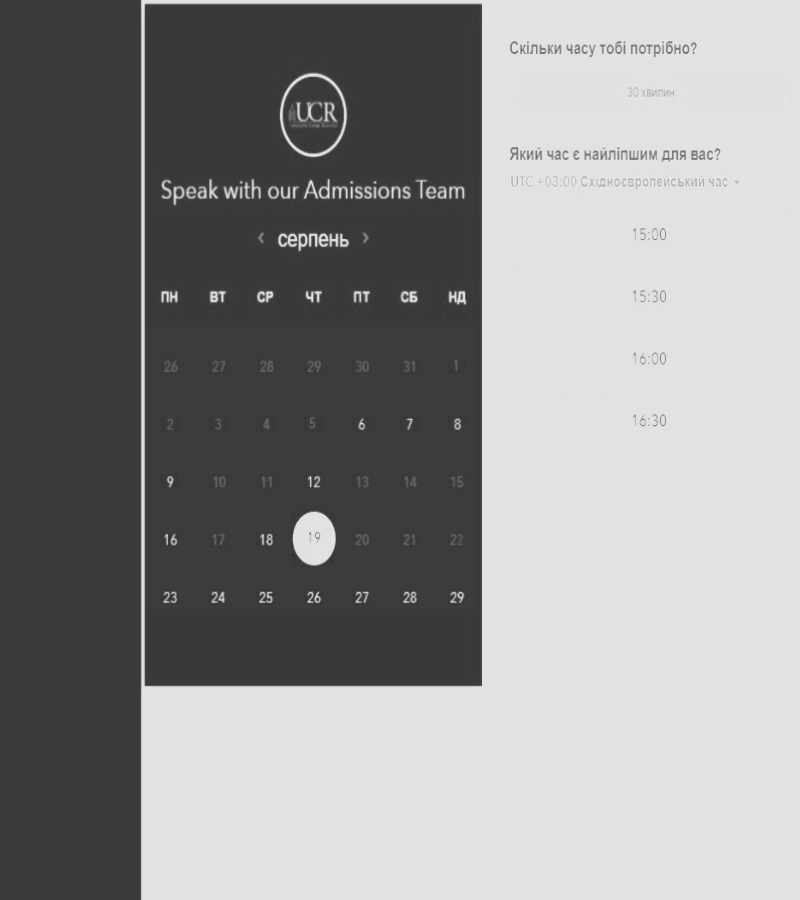 UCR
Speak with our Admissions Team
‹ серпень ›
ПН ВТ СР ЧТ ПТ СБ НД
26 27 28 29 30 31 1
2 3 4 5 6 7 8
9 10 11 12 13 14 15
16 17 18 19 20 21 22
23 24 25 26 27 28 29
Скільки часу тобі потрібно?
30 хвилин
Який час є найліпшим для вас?
UTC +03:00 Східноєвропейський час
15:00
15:30
16:00
16:30